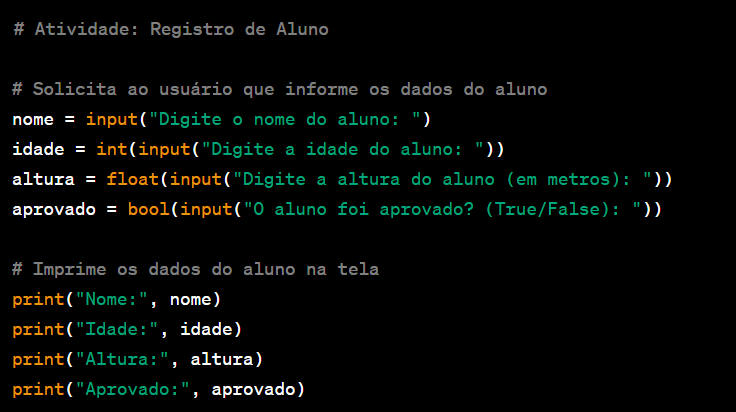 # Atividade: Registro de Aluno
# Solicita ao usuário que informe os dados do aluno
nome = input("Digite o nome do aluno: ")
idade = int(input("Digite a idade do aluno: "))
altura = float(input("Digite a altura do aluno (em metros): "))
aprovado = bool(input("O aluno foi aprovado? (True/False): "))
# Imprime os dados do aluno na tela
print("Nome:", nome)
print("Idade:", idade)
print("Altura:", altura)
print("Aprovado:", aprovado)